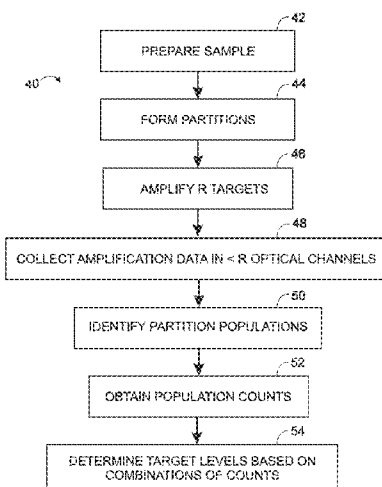 42
PREPARE SAMPLE
40
44
FORM PARTITIONS
46
AMPLIFY R TARGETS
48
COLLECT AMPLIFICATION DATA IN < R OPTICAL CHANNELS
50
IDENTIFY PARTITION POPULATIONS
52
OBTAIN POPULATION COUNTS
54
DETERMINE TARGET LEVELS BASED ON
COMBINATIONS OF COUNTS